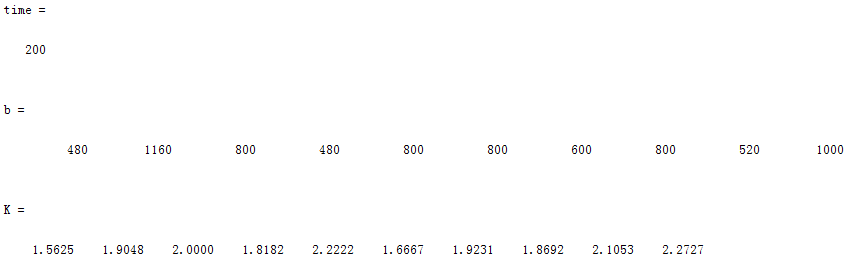 time =
200
b =
480 1160 800 480 800 800 600 800 520 1000
K =
1.5625 1.9048 2.0000 1.8182 2.2222 1.6667 1.9231 1.8692 2.1053 2.2727